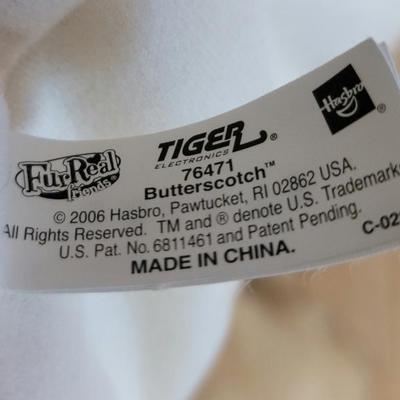 FurReal friends®
TIGER®
ELECTRONICS
Hasbro®
76471
Butterscotch™
© 2006 Hasbro, Pawtucket, RI 02862 USA.
All Rights Reserved. TM and ® denote U.S. Trademarks
U.S. Pat. No. 6811461 and Patent Pending.
MADE IN CHINA.